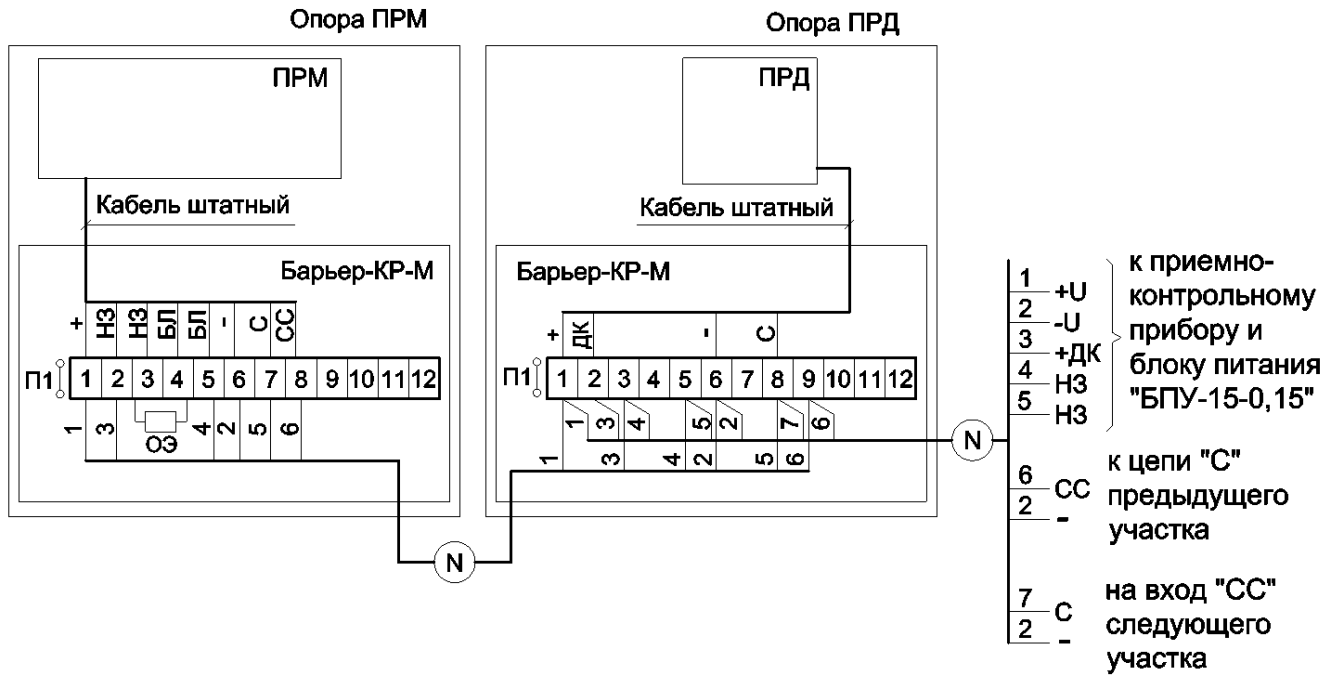 Опора ПРМ
Опора ПРД
ПРМ
ПРД
Кабель штатный
Кабель штатный
Барьер-КР-М
Барьер-КР-М
+ НЗ НЗ БЛ БЛ - С СС
+ ДК - С
П1 1 2 3 4 5 6 7 8 9 10 11 12
П1 1 2 3 4 5 6 7 8 9 10 11 12
1 3 ОЭ 4 2 5 6
1 3 4 5 2 7 6
1 3 4 2 5 6
N
N
1 +U
2 -U
3 +ДК
4 НЗ
5 НЗ
к приемно-
контрольному
прибору и
блоку питания
"БПУ-15-0,15"
6 СС
2 -
к цепи "С"
предыдущего
участка
7 С
2 -
на вход "СС"
следующего
участка